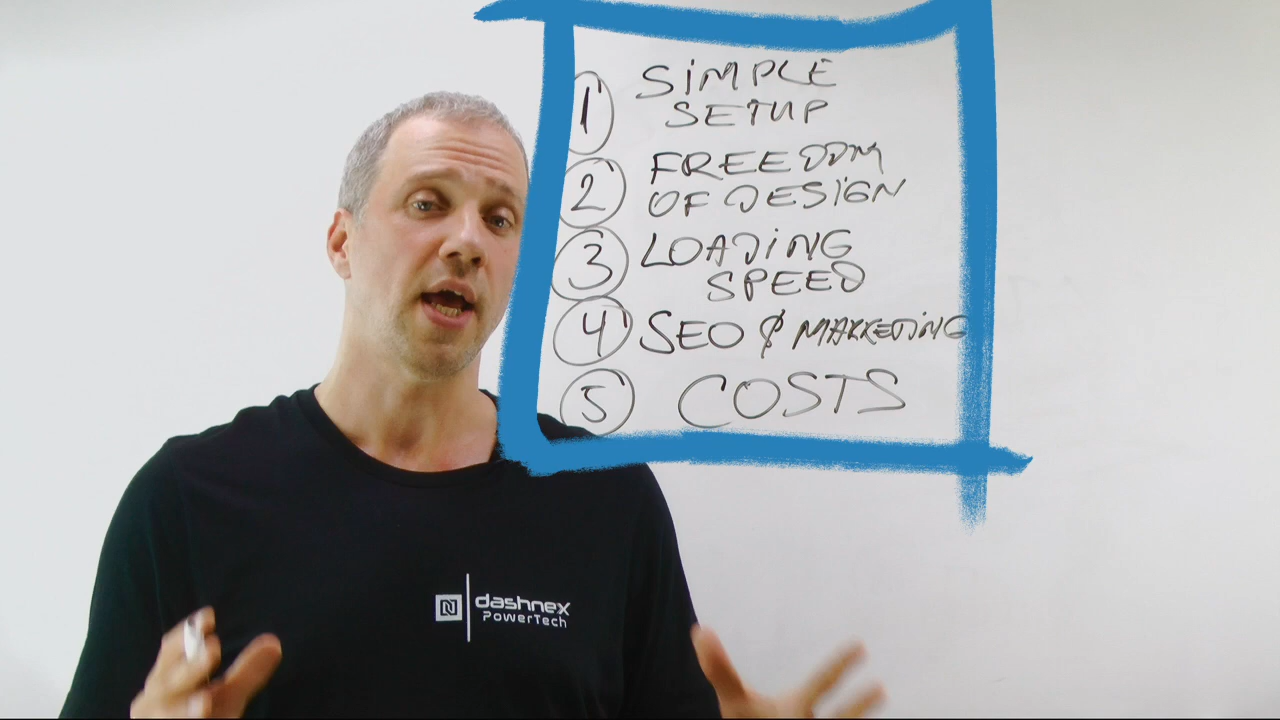 1 SIMPLE
SETUP
2 FREEDOM
OF DESIGN
3 LOADING
SPEED
4 SEO & MARKETING
5 COSTS
dashnex
PowerTech